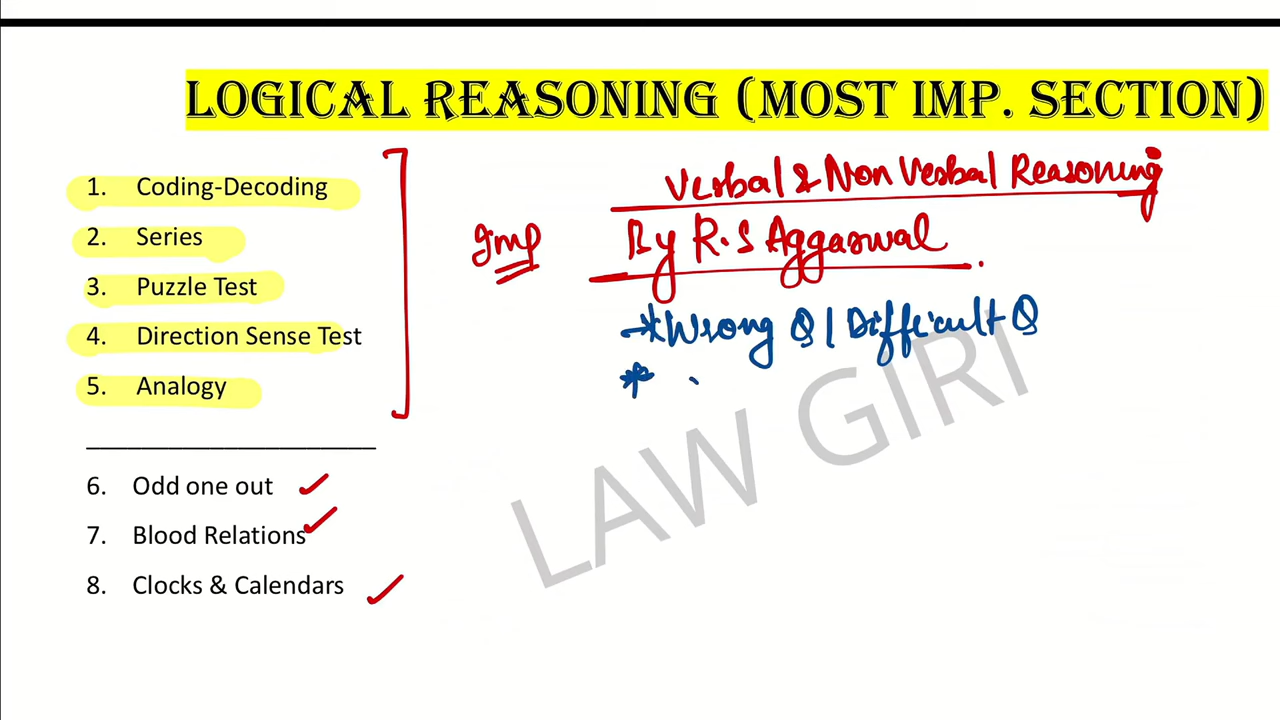 LOGICAL REASONING (MOST IMP. SECTION)
1. Coding-Decoding
2. Series
3. Puzzle Test
4. Direction Sense Test
5. Analogy
6. Odd one out
7. Blood Relations
8. Clocks & Calendars
Verbal & Non Verbal Reasoning
Imp
By R.S Aggarwal
Wrong Q / Difficult Q
LAW GIRI